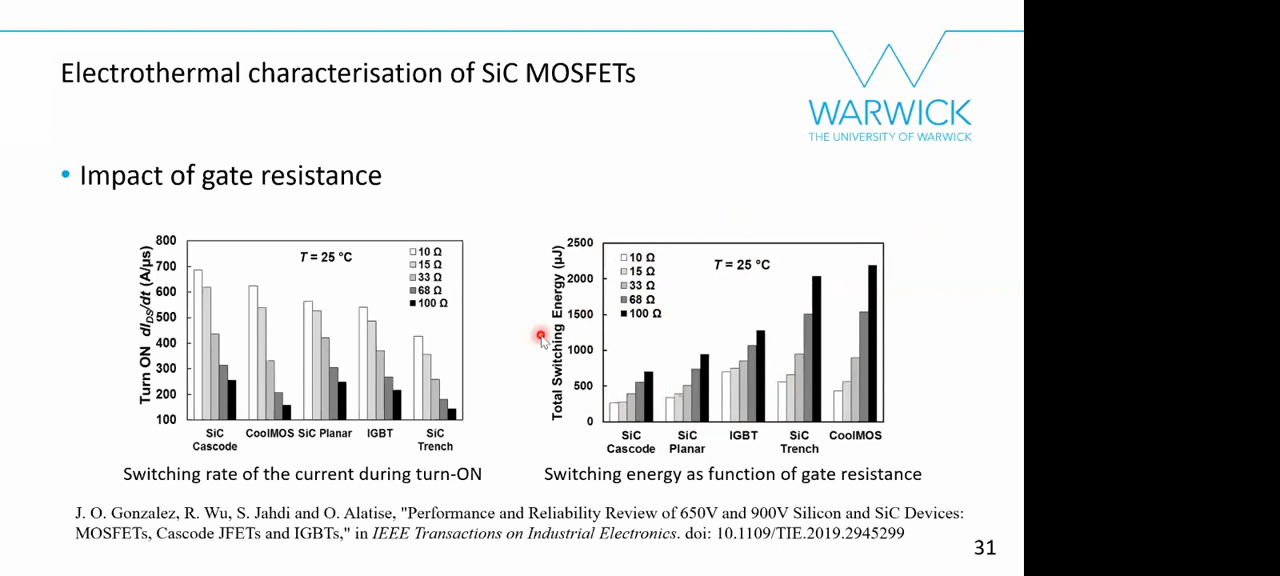 Electrothermal characterisation of SiC MOSFETs
WARWICK
THE UNIVERSITY OF WARWICK
• Impact of gate resistance
Turn ON dI_DS/dt (A/µs)
800
700
600
500
400
300
200
100
T = 25 °C
10 Ω
15 Ω
33 Ω
68 Ω
100 Ω
SiC Cascode
CoolMOS
SiC Planar
IGBT
SiC Trench
Switching rate of the current during turn-ON
Total Switching Energy (µJ)
2500
2000
1500
1000
500
0
10 Ω
15 Ω
33 Ω
68 Ω
100 Ω
T = 25 °C
SiC Cascode
SiC Planar
IGBT
SiC Trench
CoolMOS
Switching energy as function of gate resistance
J. O. Gonzalez, R. Wu, S. Jahdi and O. Alatise, "Performance and Reliability Review of 650V and 900V Silicon and SiC Devices:
MOSFETs, Cascode JFETs and IGBTs," in IEEE Transactions on Industrial Electronics. doi: 10.1109/TIE.2019.2945299
31